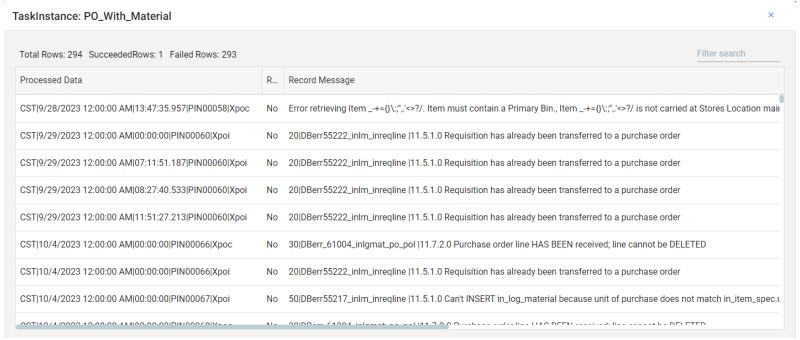 TaskInstance: PO_With_Material ×
Total Rows: 294 SucceededRows: 1 Failed Rows: 293 Filter search
Processed Data R... Record Message
CST|9/28/2023 12:00:00 AM|13:47:35.957|PIN00058|Xpoc No Error retrieving item _-+={}\:;",.'<>?/. Item must contain a Primary Bin., Item _-+={}\:;",.'<>?/ is not carried at Stores Location
CST|9/29/2023 12:00:00 AM|00:00:00|PIN00060|Xpoi No 20|DBerr55222_inlm_inreqline |11.5.1.0 Requisition has already been transferred to a purchase order
CST|9/29/2023 12:00:00 AM|07:11:51.187|PIN00060|Xpoi No 20|DBerr55222_inlm_inreqline |11.5.1.0 Requisition has already been transferred to a purchase order
CST|9/29/2023 12:00:00 AM|08:27:40.533|PIN00060|Xpoi No 20|DBerr55222_inlm_inreqline |11.5.1.0 Requisition has already been transferred to a purchase order
CST|9/29/2023 12:00:00 AM|11:51:27.213|PIN00060|Xpoi No 20|DBerr55222_inlm_inreqline |11.5.1.0 Requisition has already been transferred to a purchase order
CST|10/4/2023 12:00:00 AM|00:00:00|PIN00066|Xpoc No 30|DBerr_61004_inlgmat_po_pol |11.7.2.0 Purchase order line HAS BEEN received; line cannot be DELETED
CST|10/4/2023 12:00:00 AM|00:00:00|PIN00066|Xpoi No 20|DBerr55222_inlm_inreqline |11.5.1.0 Requisition has already been transferred to a purchase order
CST|10/4/2023 12:00:00 AM|00:00:00|PIN00067|Xpoi No 50|DBerr55217_inlm_inreqline |11.5.1.0 Can't INSERT in_log_material because unit of purchase does not match in_item_spec.u